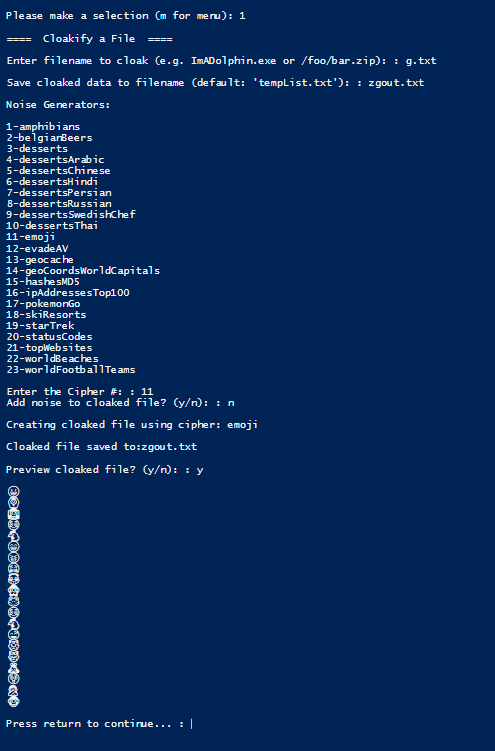 Please make a selection (m for menu): 1
====  Cloakify a File  ====
Enter filename to cloak (e.g. ImADolphin.exe or /foo/bar.zip): : g.txt
Save cloaked data to filename (default: 'tempList.txt'): : zgout.txt
Noise Generators:
1-amphibians
2-belgianBeers
3-desserts
4-dessertsArabic
5-dessertsChinese
6-dessertsHindi
7-dessertsPersian
8-dessertsRussian
9-dessertsSwedishChef
10-dessertsThai
11-emoji
12-evadeAV
13-geocache
14-geoCoordsWorldCapitals
15-hashesMD5
16-ipAddressesTop100
17-pokemonGo
18-skiResorts
19-starTrek
20-statusCodes
21-topWebsites
22-worldBeaches
23-worldFootballTeams
Enter the Cipher #: : 11
Add noise to cloaked file? (y/n): : n
Creating cloaked file using cipher: emoji
Cloaked file saved to:zgout.txt
Preview cloaked file? (y/n): : y
Press return to continue... :